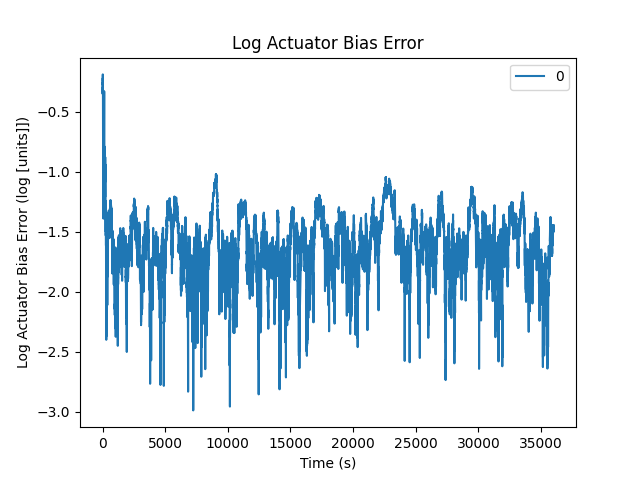 Log Actuator Bias Error
0
Log Actuator Bias Error (log [units]])
−0.5
−1.0
−1.5
−2.0
−2.5
−3.0
0 5000 10000 15000 20000 25000 30000 35000
Time (s)